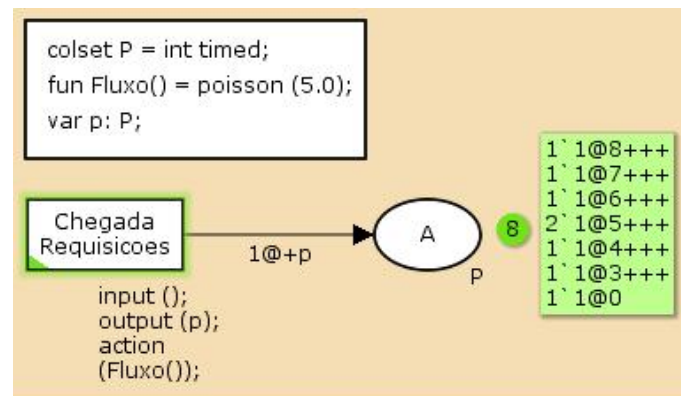 colset P = int timed;
fun Fluxo() = poisson (5.0);
var p: P;
Chegada
Requisicoes
1@+p
A
P
8
1`1@8+++
1`1@7+++
1`1@6+++
2`1@5+++
1`1@4+++
1`1@3+++
1`1@0
input ();
output (p);
action
(Fluxo());